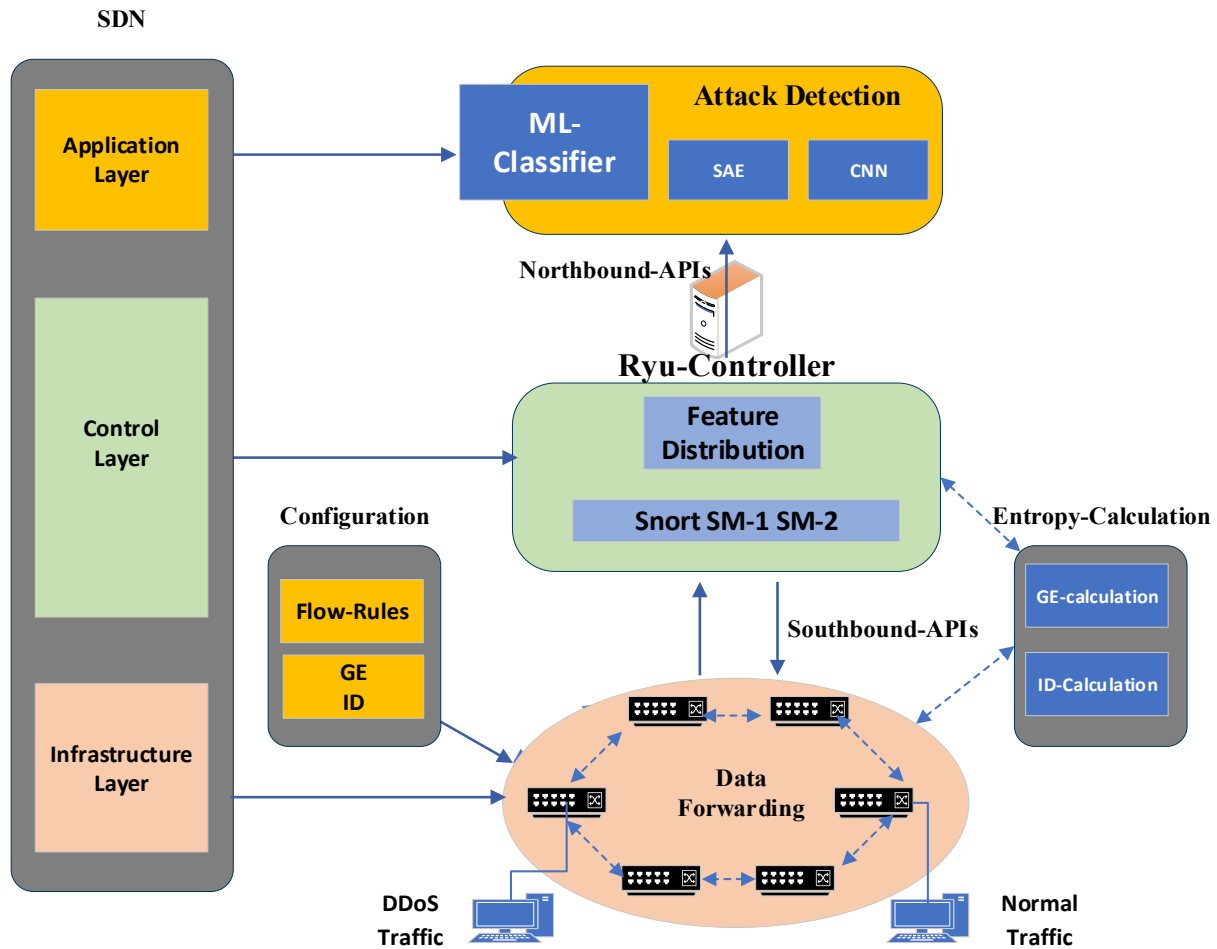 SDN
Application
Layer
Control
Layer
Infrastructure
Layer
Attack Detection
ML-
Classifier
SAE
CNN
Northbound-APIs
Ryu-Controller
Feature
Distribution
Snort SM-1 SM-2
Configuration
Flow-Rules
GE
ID
Entropy-Calculation
GE-calculation
ID-Calculation
Southbound-APIs
Data
Forwarding
DDoS
Traffic
Normal
Traffic